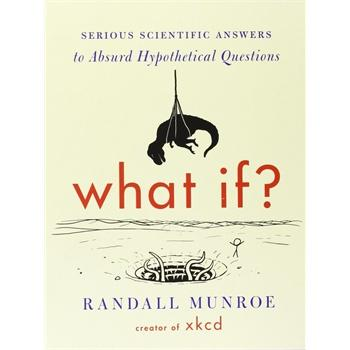 SERIOUS SCIENTIFIC ANSWERS
to Absurd Hypothetical Questions
what if?
RANDALL MUNROE
creator of xkcd